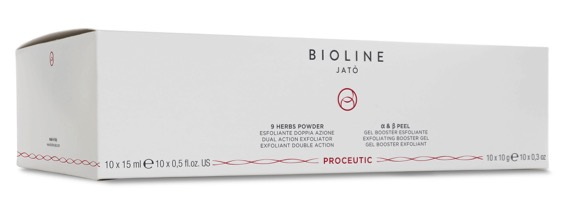 BIOLINE
JATÓ
9 HERBS POWDER
ESFOLIANTE DOPPIA AZIONE
DUAL ACTION EXFOLIATOR
EXFOLIANT DOUBLE ACTION
α & β PEEL
GEL BOOSTER ESFOLIANTE
EXFOLIATING BOOSTER GEL
GEL BOOSTER EXFOLIANT
10 x 15 ml ℮ 10 x 0,5 fl.oz. US
PROCEUTIC
10 x 10 g ℮ 10 x 0,3 oz